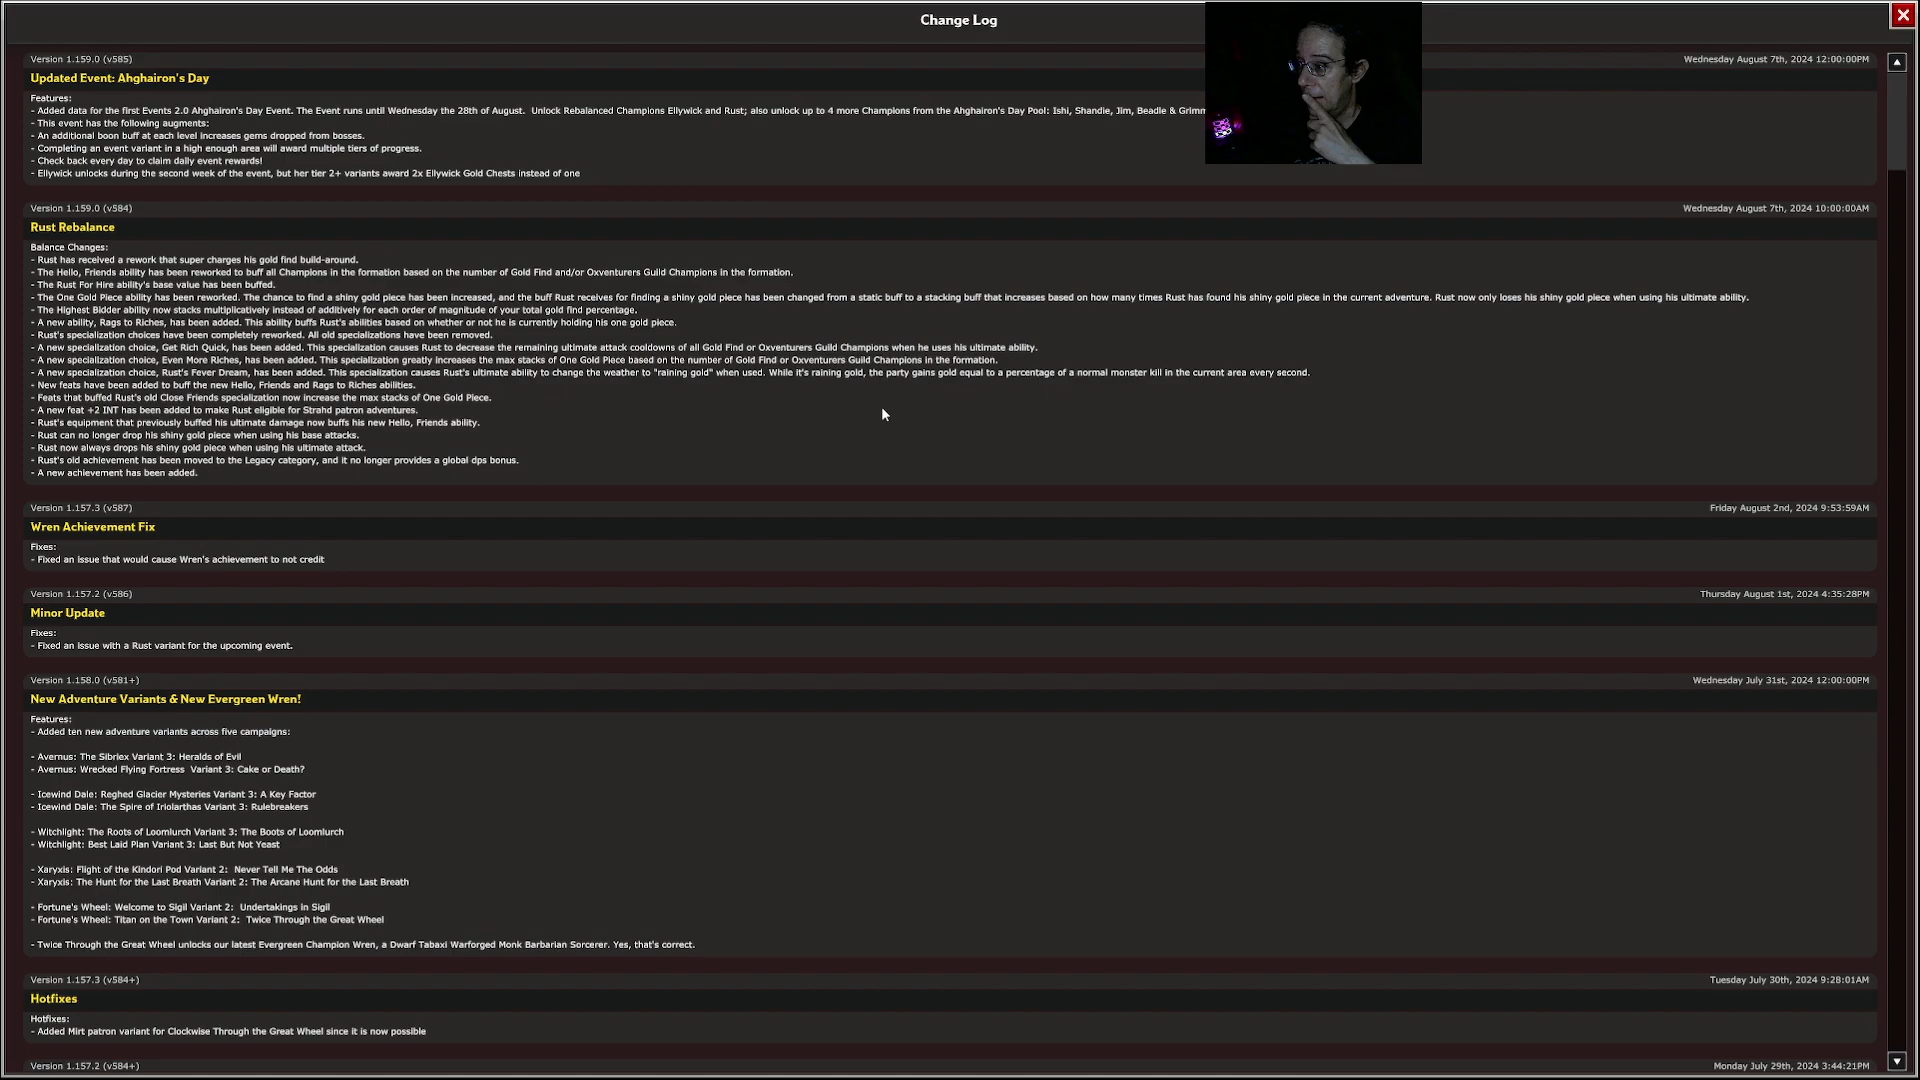 Change Log
Version 1.159.0 (v585) Wednesday August 7th, 2024 12:00:00PM
Updated Event: Ahghairon's Day
Features:
- Added data for the first Events 2.0 Ahghairon's Day Event. The Event runs until Wednesday the 28th of August.  Unlock Rebalanced Champions Ellywick and Rust; also unlock up to 4 more Champions from the Ahghairon's Day Pool: Ishi, Shandie, Jim, Beadle & Grimm
- This event has the following augments:
- An additional boon buff at each level increases gems dropped from bosses.
- Completing an event variant in a high enough area will award multiple tiers of progress.
- Check back every day to claim daily event rewards!
- Ellywick unlocks during the second week of the event, but her tier 2+ variants award 2x Ellywick Gold Chests instead of one
Version 1.159.0 (v584) Wednesday August 7th, 2024 10:00:00AM
Rust Rebalance
Balance Changes:
- Rust has received a rework that super charges his gold find build-around.
- The Hello, Friends ability has been reworked to buff all Champions in the formation based on the number of Gold Find and/or Oxventurers Guild Champions in the formation.
- The Rust For Hire ability's base value has been buffed.
- The One Gold Piece ability has been reworked. The chance to find a shiny gold piece has been increased, and the buff Rust receives for finding a shiny gold piece has been changed from a static buff to a stacking buff that increases based on how many times Rust has found his shiny gold piece in the current adventure. Rust now only loses his shiny gold piece when using his ultimate ability.
- The Highest Bidder ability now stacks multiplicatively instead of additively for each order of magnitude of your total gold find percentage.
- A new ability, Rags to Riches, has been added. This ability buffs Rust's abilities based on whether or not he is currently holding his one gold piece.
- Rust's specialization choices have been completely reworked. All old specializations have been removed.
- A new specialization choice, Get Rich Quick, has been added. This specialization causes Rust to decrease the remaining ultimate attack cooldowns of all Gold Find or Oxventurers Guild Champions when he uses his ultimate ability.
- A new specialization choice, Even More Riches, has been added. This specialization greatly increases the max stacks of One Gold Piece based on the number of Gold Find or Oxventurers Guild Champions in the formation.
- A new specialization choice, Rust's Fever Dream, has been added. This specialization causes Rust's ultimate ability to change the weather to "raining gold" when used. While it's raining gold, the party gains gold equal to a percentage of a normal monster kill in the current area every second.
- New feats have been added to buff the new Hello, Friends and Rags to Riches abilities.
- Feats that buffed Rust's old Close Friends specialization now increase the max stacks of One Gold Piece.
- A new feat +2 INT has been added to make Rust eligible for Strahd patron adventures.
- Rust's equipment that previously buffed his ultimate damage now buffs his new Hello, Friends ability.
- Rust can no longer drop his shiny gold piece when using his base attacks.
- Rust now always drops his shiny gold piece when using his ultimate attack.
- Rust's old achievement has been moved to the Legacy category, and it no longer provides a global dps bonus.
- A new achievement has been added.
Version 1.157.3 (v587) Friday August 2nd, 2024 9:53:59AM
Wren Achievement Fix
Fixes:
- Fixed an issue that would cause Wren's achievement to not credit
Version 1.157.2 (v586) Thursday August 1st, 2024 4:35:28PM
Minor Update
Fixes:
- Fixed an issue with a Rust variant for the upcoming event.
Version 1.158.0 (v581+) Wednesday July 31st, 2024 12:00:00PM
New Adventure Variants & New Evergreen Wren!
Features:
- Added ten new adventure variants across five campaigns:
- Avernus: The Sibriex Variant 3: Heralds of Evil
- Avernus: Wrecked Flying Fortress  Variant 3: Cake or Death?
- Icewind Dale: Reghed Glacier Mysteries Variant 3: A Key Factor
- Icewind Dale: The Spire of Iriolarthas Variant 3: Rulebreakers
- Witchlight: The Roots of Loomlurch Variant 3: The Boots of Loomlurch
- Witchlight: Best Laid Plan Variant 3: Last But Not Yeast
- Xaryxis: Flight of the Kindori Pod Variant 2:  Never Tell Me The Odds
- Xaryxis: The Hunt for the Last Breath Variant 2: The Arcane Hunt for the Last Breath
- Fortune's Wheel: Welcome to Sigil Variant 2:  Undertakings in Sigil
- Fortune's Wheel: Titan on the Town Variant 2:  Twice Through the Great Wheel
- Twice Through the Great Wheel unlocks our latest Evergreen Champion Wren, a Dwarf Tabaxi Warforged Monk Barbarian Sorcerer. Yes, that's correct.
Version 1.157.3 (v584+) Tuesday July 30th, 2024 9:28:01AM
Hotfixes
Hotfixes:
- Added Mirt patron variant for Clockwise Through the Great Wheel since it is now possible
Version 1.157.2 (v584+) Monday July 29th, 2024 3:44:21PM